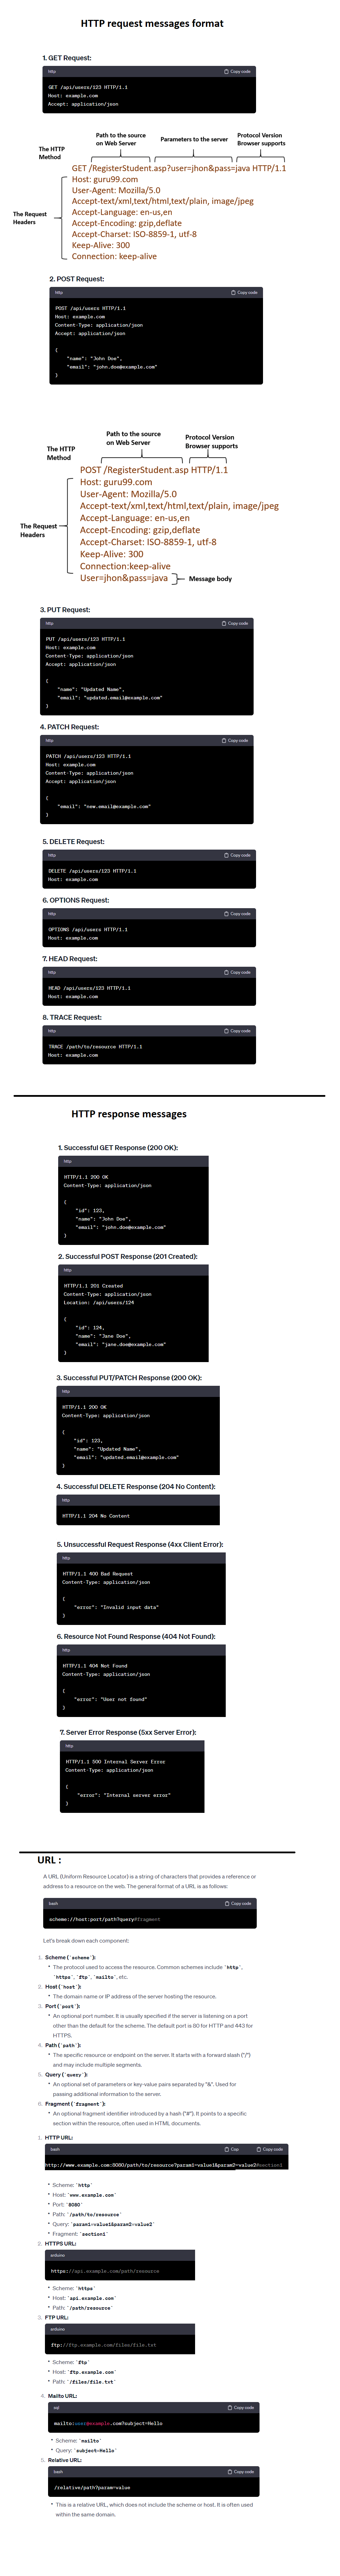 HTTP request messages format
1. GET Request:
http
Copy code
GET /api/users/123 HTTP/1.1
Host: example.com
Accept: application/json
The HTTP
Method
Path to the source
on Web Server
Parameters to the server
Protocol Version
Browser supports
GET /RegisterStudent.asp?user=jhon&pass=java HTTP/1.1
Host: guru99.com
User-Agent: Mozilla/5.0
Accept-text/xml,text/html,text/plain, image/jpeg
Accept-Language: en-us,en
Accept-Encoding: gzip,deflate
Accept-Charset: ISO-8859-1, utf-8
Keep-Alive: 300
Connection: keep-alive
The Request
Headers
2. POST Request:
http
Copy code
POST /api/users HTTP/1.1
Host: example.com
Content-Type: application/json
Accept: application/json
{
"name": "John Doe",
"email": "john.doe@example.com"
}
The HTTP
Method
Path to the source
on Web Server
Protocol Version
Browser supports
POST /RegisterStudent.asp HTTP/1.1
Host: guru99.com
User-Agent: Mozilla/5.0
Accept-text/xml,text/html,text/plain, image/jpeg
Accept-Language: en-us,en
Accept-Encoding: gzip,deflate
Accept-Charset: ISO-8859-1, utf-8
Keep-Alive: 300
Connection:keep-alive
User=jhon&pass=java
The Request
Headers
Message body
3. PUT Request:
http
Copy code
PUT /api/users/123 HTTP/1.1
Host: example.com
Content-Type: application/json
Accept: application/json
{
"name": "Updated Name",
"email": "updated.email@example.com"
}
4. PATCH Request:
http
Copy code
PATCH /api/users/123 HTTP/1.1
Host: example.com
Content-Type: application/json
Accept: application/json
{
"email": "new.email@example.com"
}
5. DELETE Request:
http
Copy code
DELETE /api/users/123 HTTP/1.1
Host: example.com
6. OPTIONS Request:
http
Copy code
OPTIONS /api/users HTTP/1.1
Host: example.com
7. HEAD Request:
http
Copy code
HEAD /api/users/123 HTTP/1.1
Host: example.com
8. TRACE Request:
http
Copy code
TRACE /path/to/resource HTTP/1.1
Host: example.com
HTTP response messages
1. Successful GET Response (200 OK):
http
HTTP/1.1 200 OK
Content-Type: application/json
{
"id": 123,
"name": "John Doe",
"email": "john.doe@example.com"
}
2. Successful POST Response (201 Created):
http
HTTP/1.1 201 Created
Content-Type: application/json
Location: /api/users/124
{
"id": 124,
"name": "Jane Doe",
"email": "jane.doe@example.com"
}
3. Successful PUT/PATCH Response (200 OK):
http
HTTP/1.1 200 OK
Content-Type: application/json
{
"id": 123,
"name": "Updated Name",
"email": "updated.email@example.com"
}
4. Successful DELETE Response (204 No Content):
http
HTTP/1.1 204 No Content
5. Unsuccessful Request Response (4xx Client Error):
http
HTTP/1.1 400 Bad Request
Content-Type: application/json
{
"error": "Invalid input data"
}
6. Resource Not Found Response (404 Not Found):
http
HTTP/1.1 404 Not Found
Content-Type: application/json
{
"error": "User not found"
}
7. Server Error Response (5xx Server Error):
http
HTTP/1.1 500 Internal Server Error
Content-Type: application/json
{
"error": "Internal server error"
}
URL :
A URL (Uniform Resource Locator) is a string of characters that provides a reference or
address to a resource on the web. The general format of a URL is as follows:
bash
Copy code
scheme://host:port/path?query#fragment
Let's break down each component:
1. Scheme (`scheme`):
• The protocol used to access the resource. Common schemes include `http`,
`https`, `ftp`, `mailto`, etc.
2. Host (`host`):
• The domain name or IP address of the server hosting the resource.
3. Port (`port`):
• An optional port number. It is usually specified if the server is listening on a port
other than the default for the scheme. The default port is 80 for HTTP and 443 for
HTTPS.
4. Path (`path`):
• The specific resource or endpoint on the server. It starts with a forward slash ("/")
and may include multiple segments.
5. Query (`query`):
• An optional set of parameters or key-value pairs separated by "&". Used for
passing additional information to the server.
6. Fragment (`fragment`):
• An optional fragment identifier introduced by a hash ("#"). It points to a specific
section within the resource, often used in HTML documents.
1. HTTP URL:
bash
Cop
Copy code
http://www.example.com:8080/path/to/resource?param1=value1&param2=value2#section1
• Scheme: `http`
• Host: `www.example.com`
• Port: `8080`
• Path: `/path/to/resource`
• Query: `param1=value1&param2=value2`
• Fragment: `section1`
2. HTTPS URL:
arduino
https://api.example.com/path/resource
• Scheme: `https`
• Host: `api.example.com`
• Path: `/path/resource`
3. FTP URL:
arduino
ftp://ftp.example.com/files/file.txt
• Scheme: `ftp`
• Host: `ftp.example.com`
• Path: `/files/file.txt`
4. Mailto URL:
sql
Copy code
mailto:user@example.com?subject=Hello
• Scheme: `mailto`
• Query: `subject=Hello`
5. Relative URL:
bash
Copy code
/relative/path?param=value
• This is a relative URL, which does not include the scheme or host. It is often used
within the same domain.